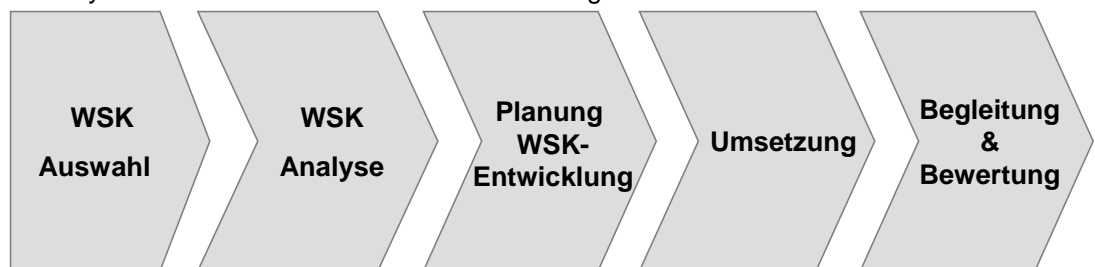 WSK
Auswahl
WSK
Analyse
Planung
WSK-
Entwicklung
Umsetzung
Begleitung
&
Bewertung